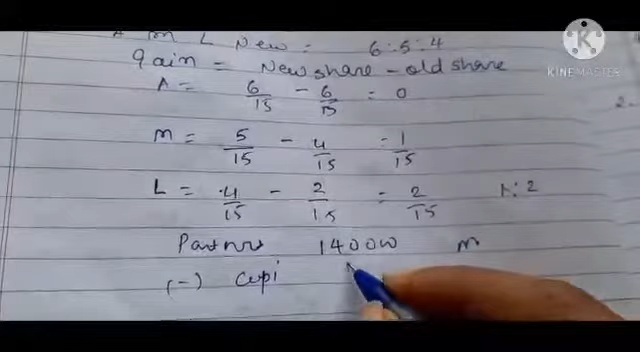 A M L New = 6:5:4
KINEMASTER
gain = New share - old share
A = 6/15 - 6/15 = 0
M = 5/15 - 4/15 = 1/15
L = 4/15 - 2/15 = 2/15 1:2
Partners 140000 m
(-) Capi